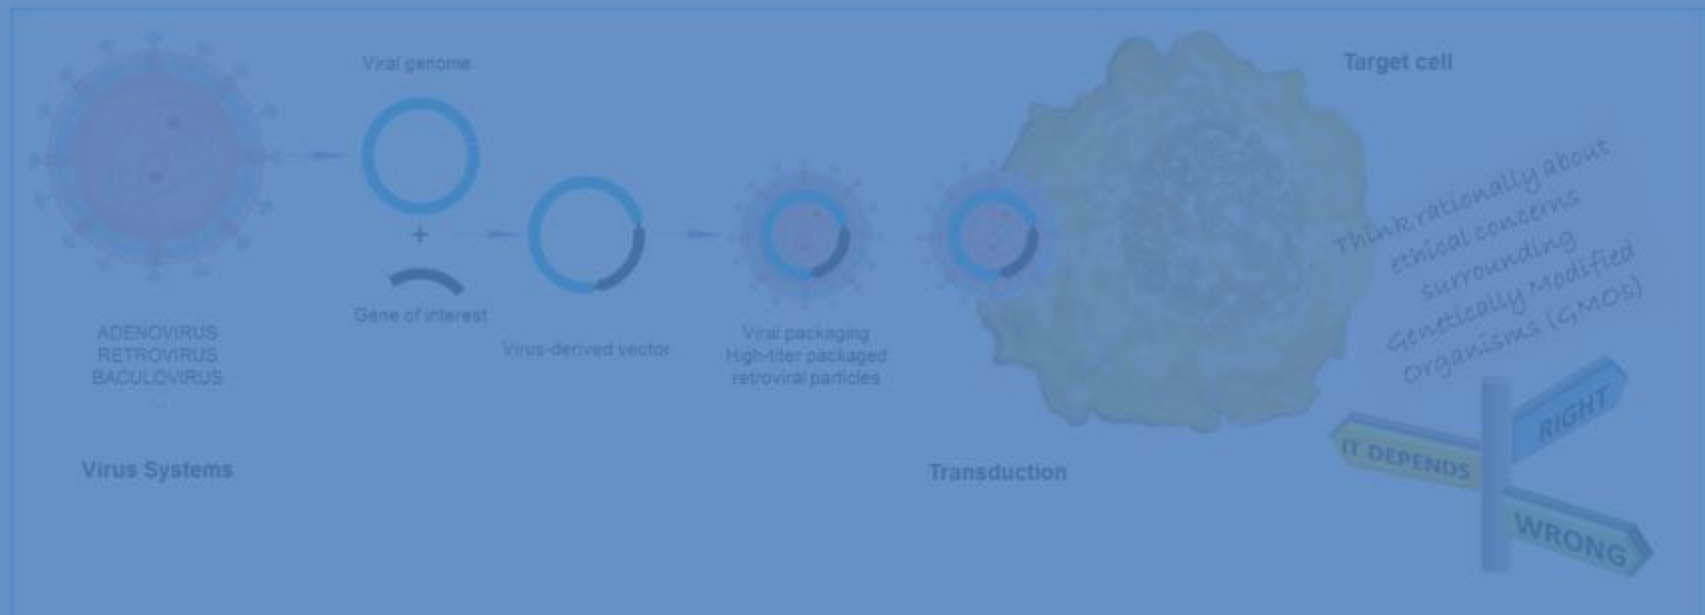 Viral genome
+
Gene of interest
ADENOVIRUS
RETROVIRUS
BACULOVIRUS
...
Virus-derived vector
Viral packaging
High-titer packaged
retroviral particles
Target cell
Virus Systems
Transduction
Think rationally about
ethical concerns
surrounding
Genetically Modified
Organisms (GMOs)
RIGHT
IT DEPENDS
WRONG